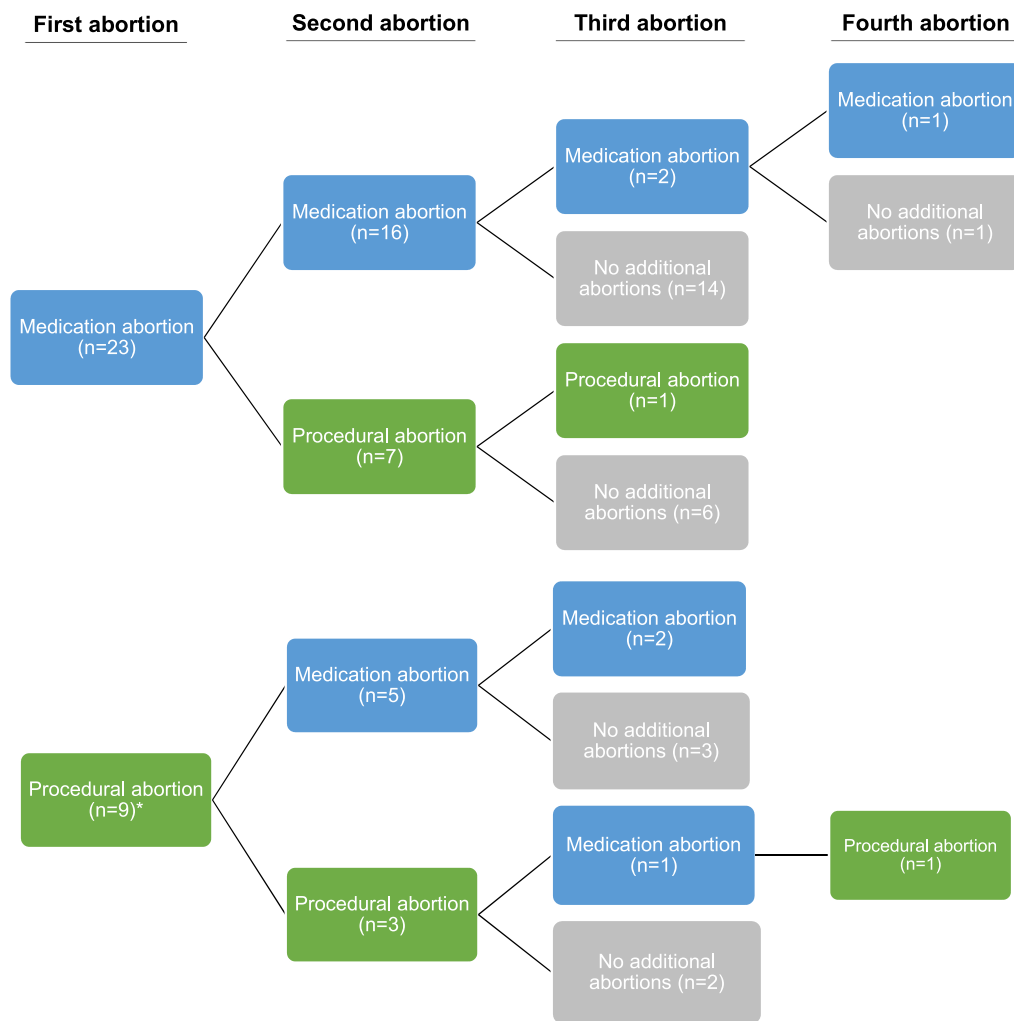 First abortion
Second abortion
Third abortion
Fourth abortion
Medication abortion
(n=23)
Medication abortion
(n=16)
Procedural abortion
(n=7)
Medication abortion
(n=2)
No additional
abortions (n=14)
Procedural abortion
(n=1)
No additional
abortions (n=6)
Medication abortion
(n=1)
No additional
abortions (n=1)
Procedural abortion
(n=9)*
Medication abortion
(n=5)
Procedural abortion
(n=3)
Medication abortion
(n=2)
No additional
abortions (n=3)
Medication abortion
(n=1)
No additional
abortions (n=2)
Procedural abortion
(n=1)